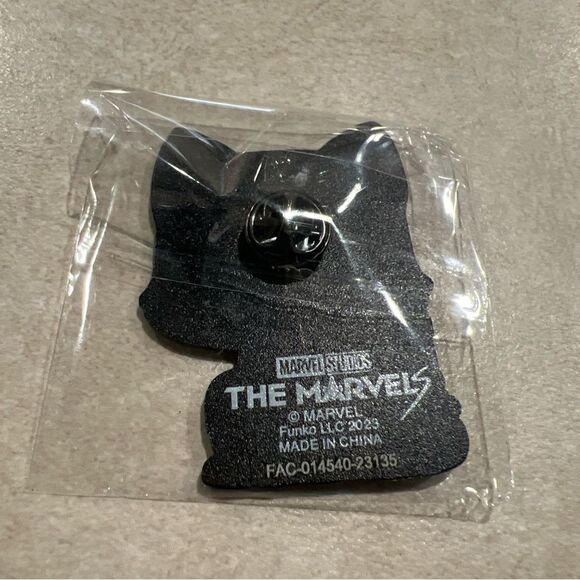 MARVEL STUDIOS
THE MARVELS
© MARVEL
Funko LLC 2023
MADE IN CHINA
FAC-014540-23135